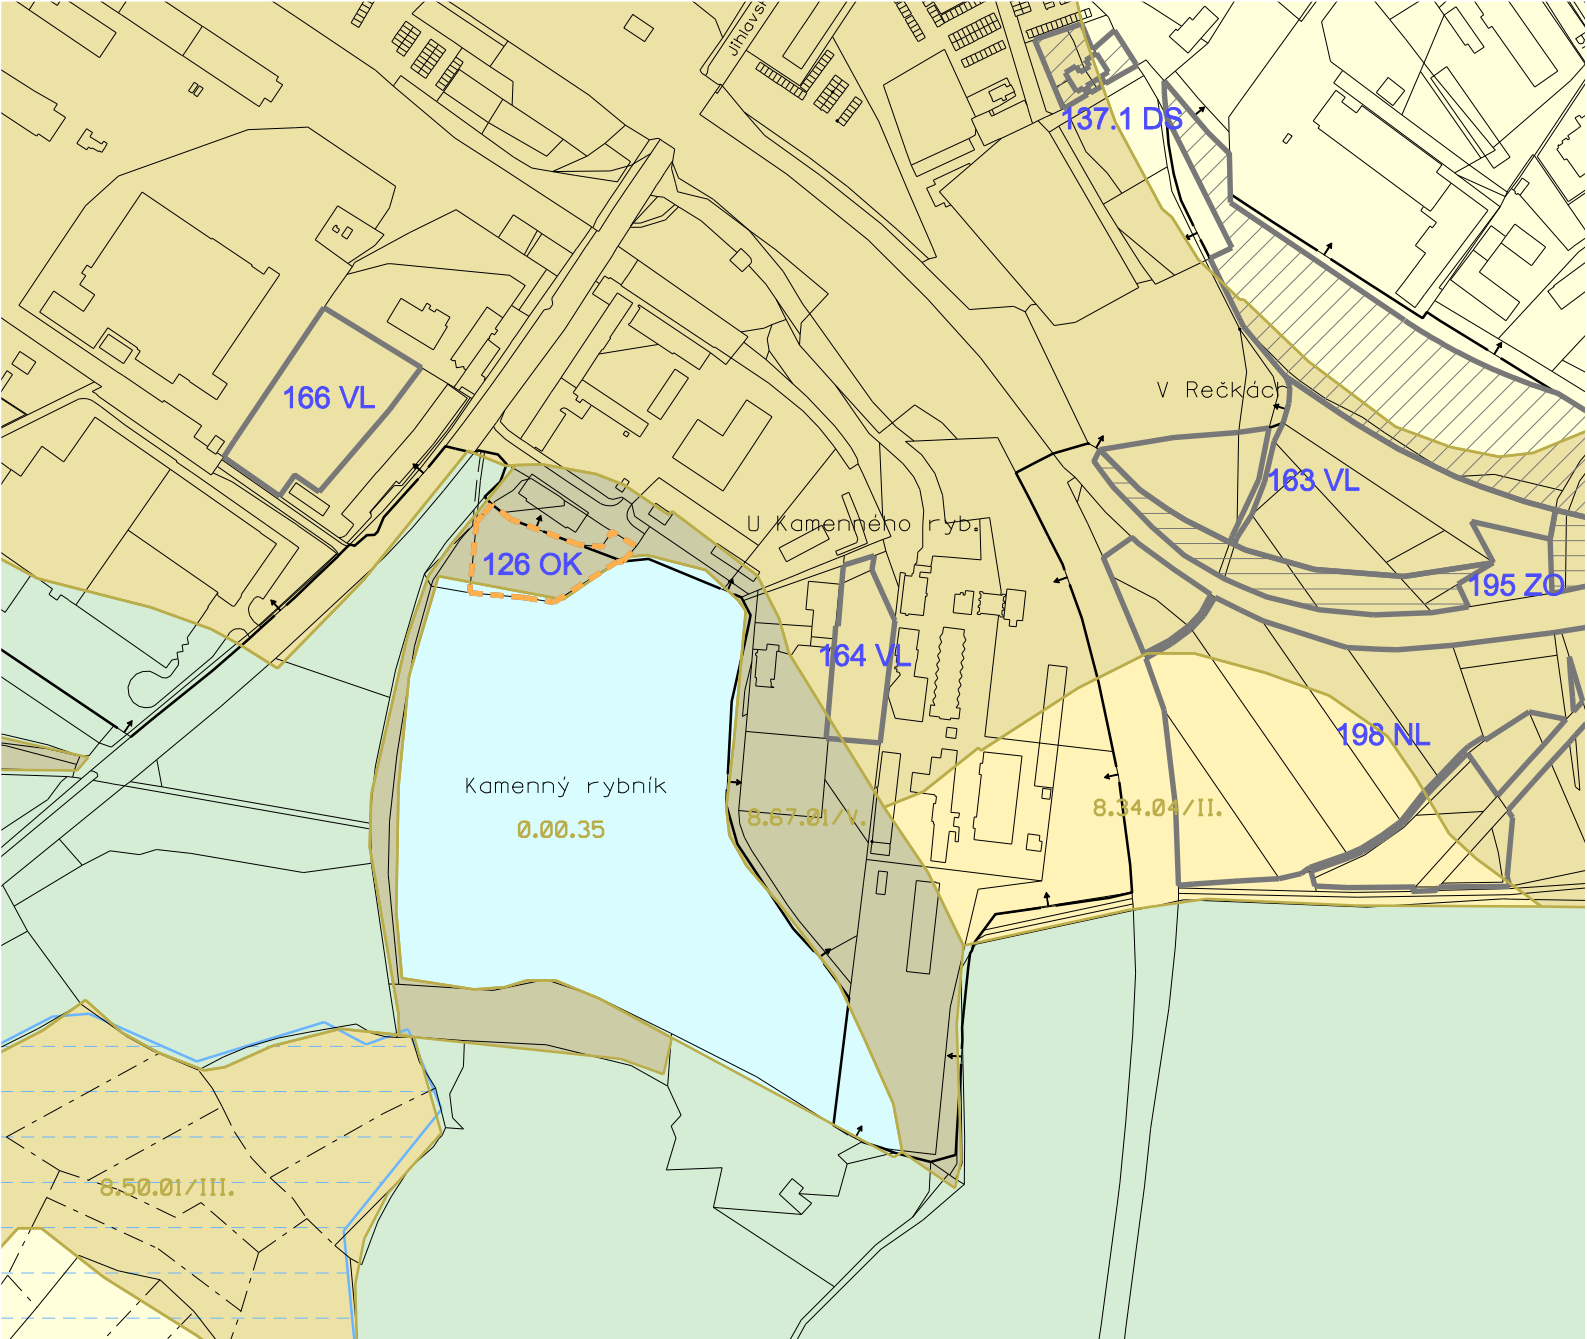 Jihlavsk
137.1 DS
166 VL
V Rečkách
163 VL
U Kamenného ryb.
126 OK
195 ZO
164 VL
198 NL
Kamenný rybník
8.67.01/V.
8.34.04/II.
0.00.35
8.50.01/III.